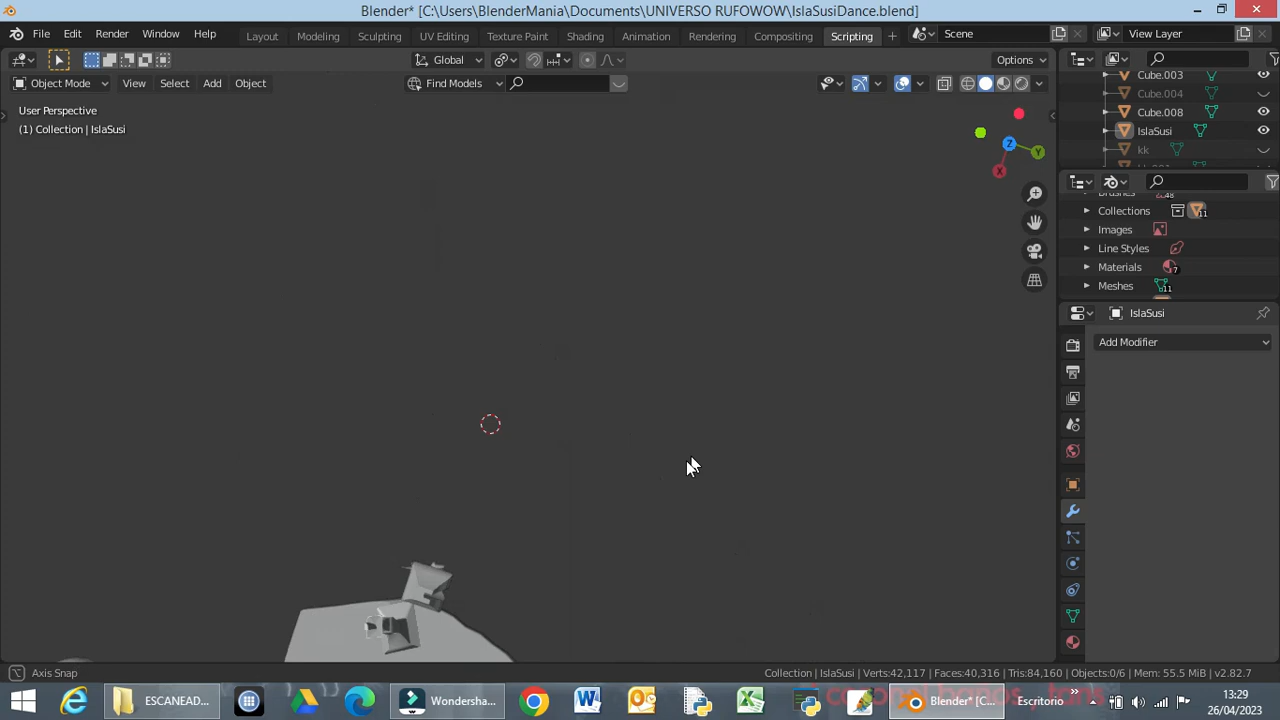 Blender* [C:\Users\BlenderMania\Documents\UNIVERSO RUFOWOW\IslaSusiDance.blend]
File Edit Render Window Help Layout Modeling Sculpting UV Editing Texture Paint Shading Animation Rendering Compositing Scripting + Scene View Layer
Global Options
Object Mode View Select Add Object Find Models
User Perspective
(1) Collection | IslaSusi
Cube.003
Cube.004
Cube.008
IslaSusi
kk
Collections 11
Images
Line Styles
Materials 7
Meshes 11
IslaSusi
Add Modifier
X
Y
Z
Axis Snap Collection | IslaSusi | Verts:42,117 | Faces:40,316 | Tris:84,160 | Objects:0/6 | Mem: 55.5 MiB | v2.82.7
ESCANEAD... Wondersha... Blender* [C... Escritorio 13:29
26/04/2023